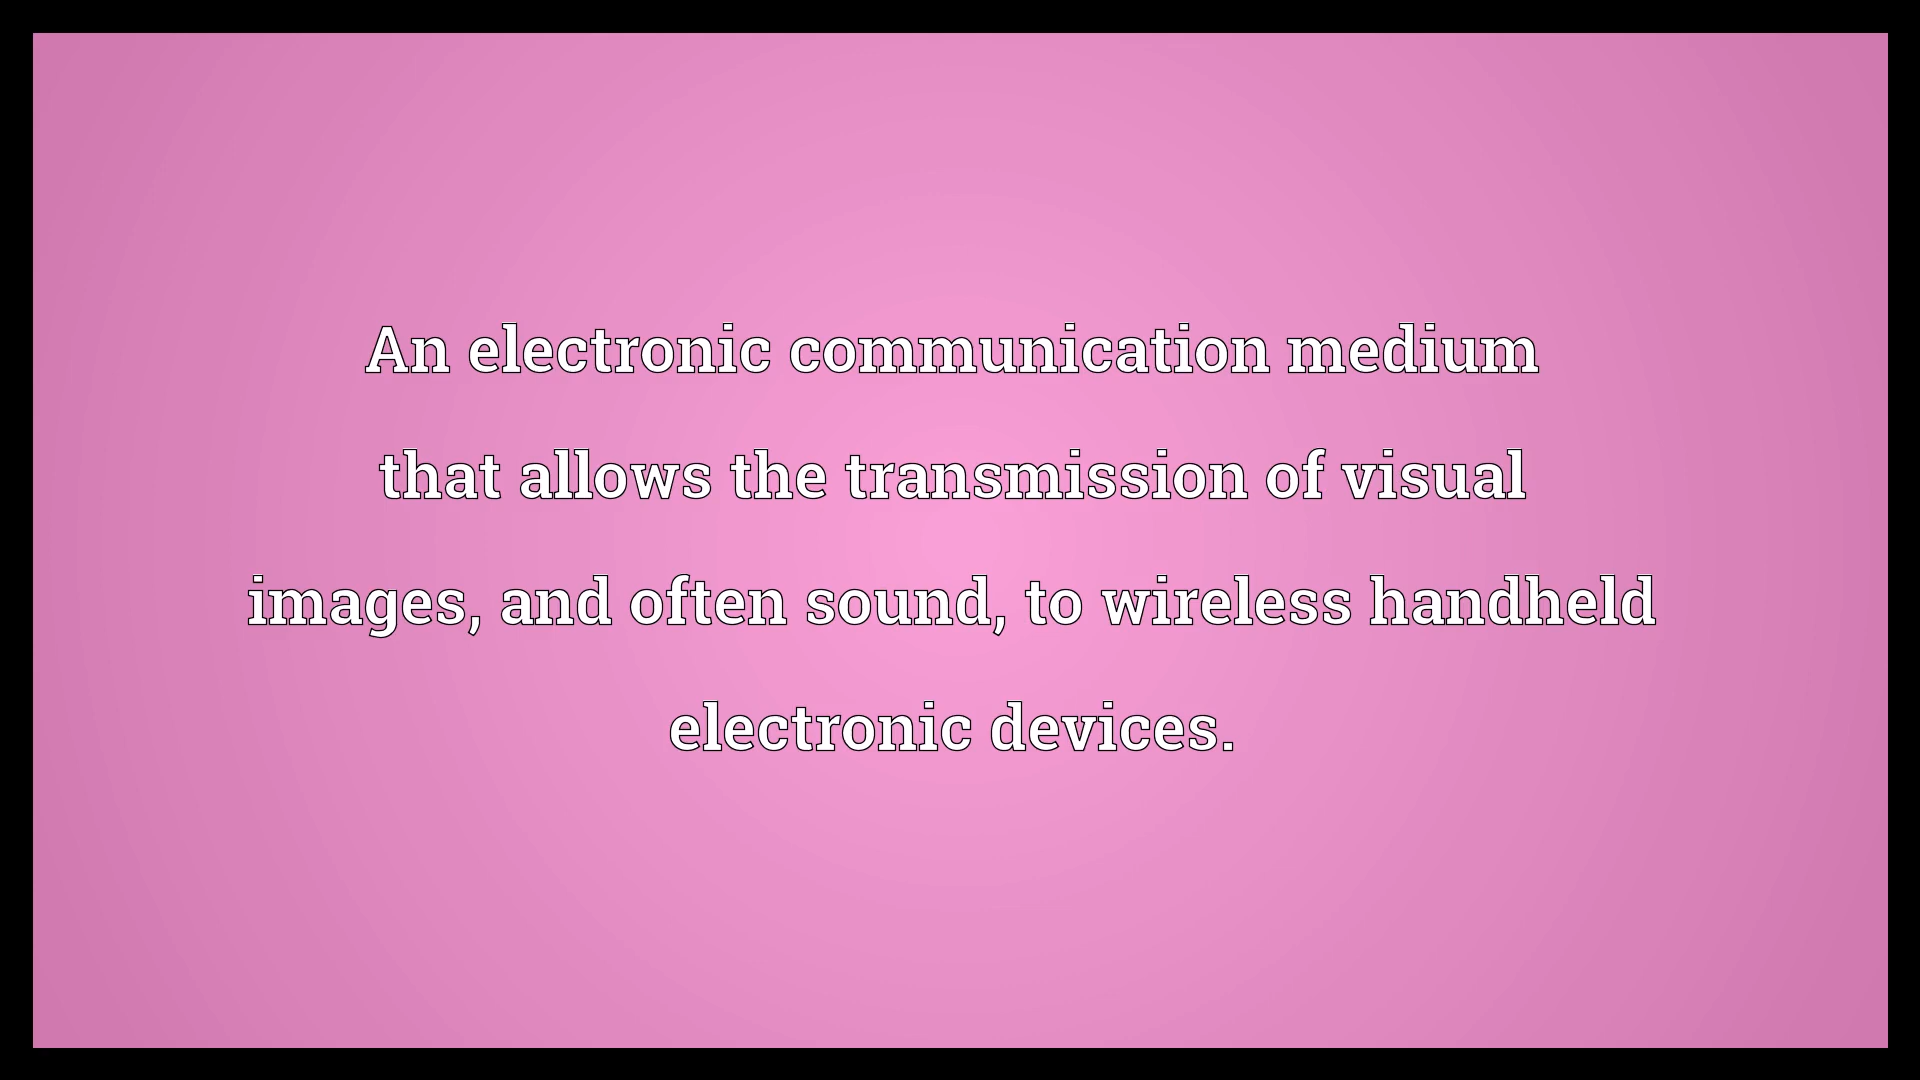 An electronic communication medium
that allows the transmission of visual
images, and often sound, to wireless handheld
electronic devices.